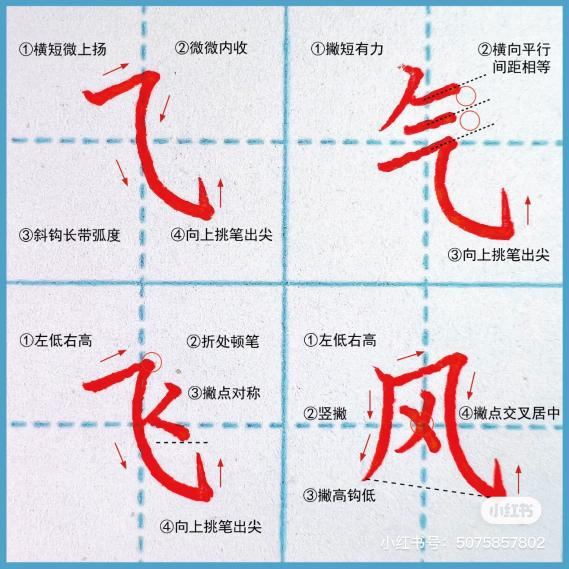 ①横短微上扬
②微微内收
⺄
③斜钩长带弧度
④向上挑笔出尖
①撇短有力
②横向平行
间距相等
气
③向上挑笔出尖
①左低右高
②折处顿笔
③撇点对称
飞
④向上挑笔出尖
①左低右高
②竖撇
④撇点交叉居中
风
③撇高钩低
小红书
小红书号：5075857802